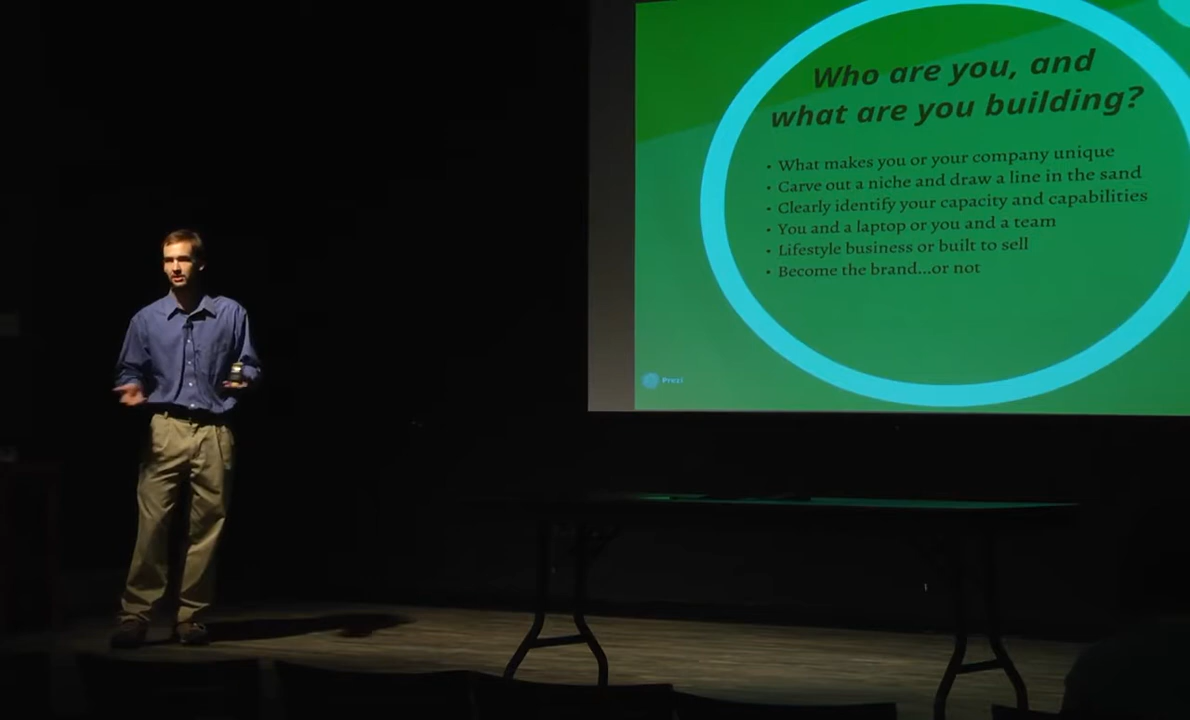 Who are you, and
what are you building?
• What makes you or your company unique
• Carve out a niche and draw a line in the sand
• Clearly identify your capacity and capabilities
• You and a laptop or you and a team
• Lifestyle business or built to sell
• Become the brand...or not
Prezi